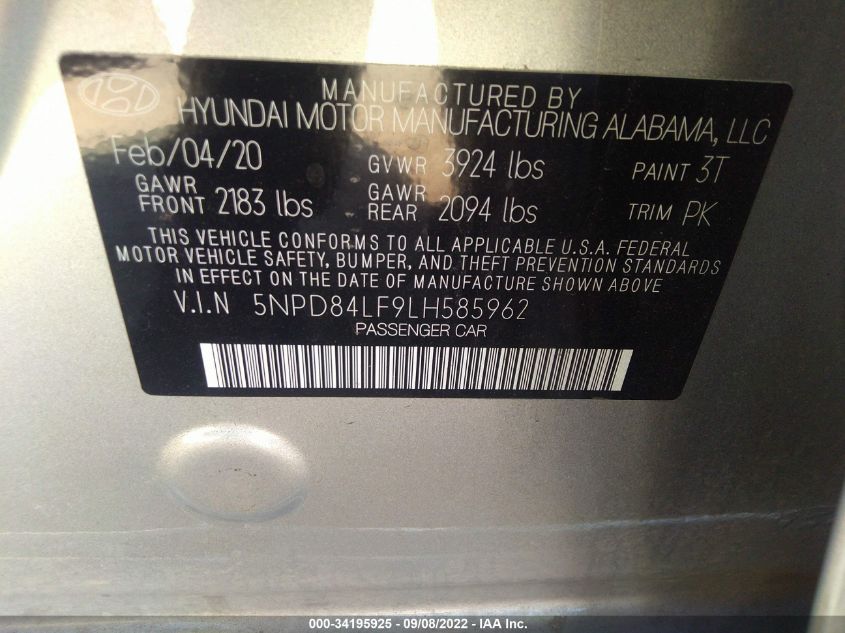 MANUFACTURED BY
HYUNDAI MOTOR MANUFACTURING ALABAMA, LLC
Feb/04/20 GVWR 3924 lbs PAINT 3T
GAWR FRONT 2183 lbs GAWR REAR 2094 lbs TRIM PK
THIS VEHICLE CONFORMS TO ALL APPLICABLE U.S.A. FEDERAL
MOTOR VEHICLE SAFETY, BUMPER, AND THEFT PREVENTION STANDARDS
IN EFFECT ON THE DATE OF MANUFACTURE SHOWN ABOVE
V.I.N 5NPD84LF9LH585962
PASSENGER CAR
000-34195925 - 09/08/2022 - IAA Inc.